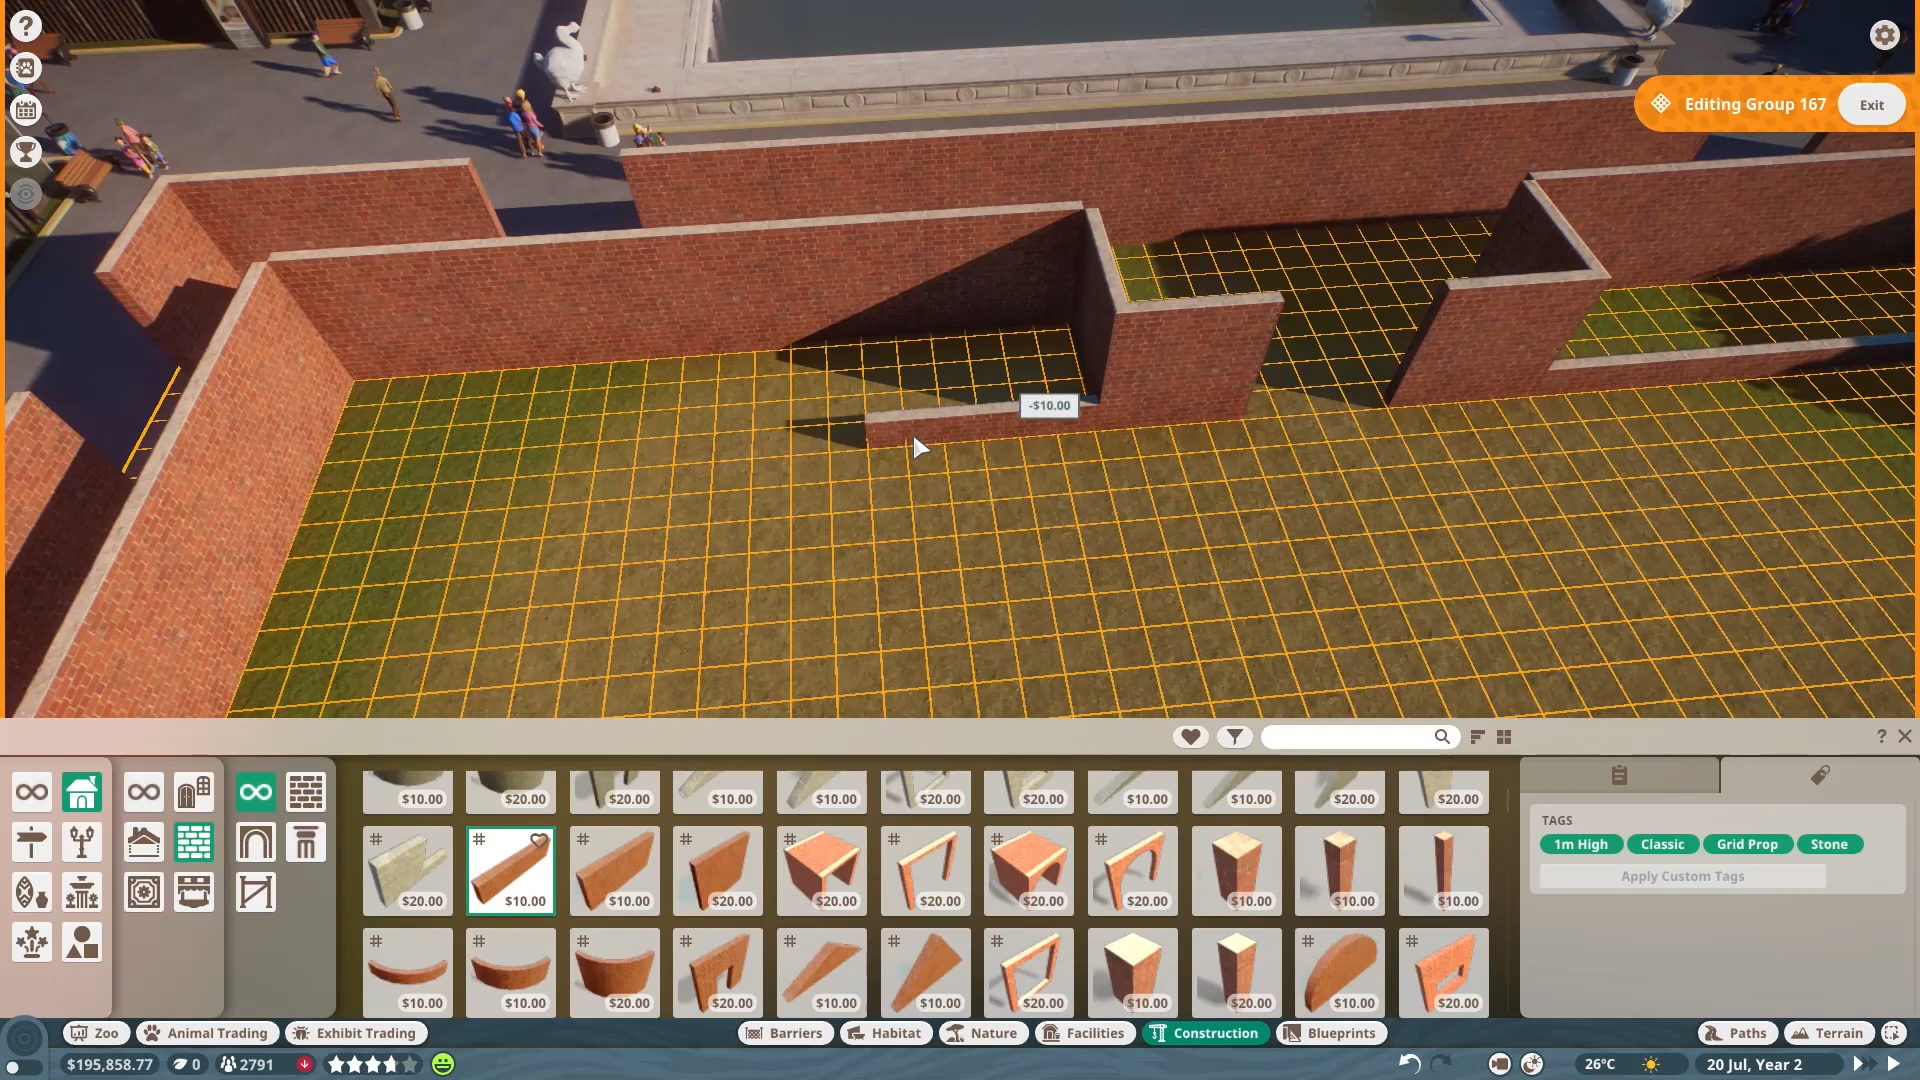 ?
Editing Group 167
Exit
-$10.00
?
$10.00
$20.00
$20.00
$10.00
$10.00
$20.00
$20.00
$10.00
$10.00
$20.00
$20.00
TAGS
1m High
Classic
Grid Prop
Stone
Apply Custom Tags
$20.00
$10.00
$10.00
$20.00
$20.00
$20.00
$20.00
$20.00
$10.00
$10.00
$10.00
$10.00
$10.00
$20.00
$20.00
$10.00
$10.00
$20.00
$10.00
$20.00
$10.00
$20.00
Zoo
Animal Trading
Exhibit Trading
Barriers
Habitat
Nature
Facilities
Construction
Blueprints
Paths
Terrain
$195,858.77
0
2791
26°C
20 Jul, Year 2